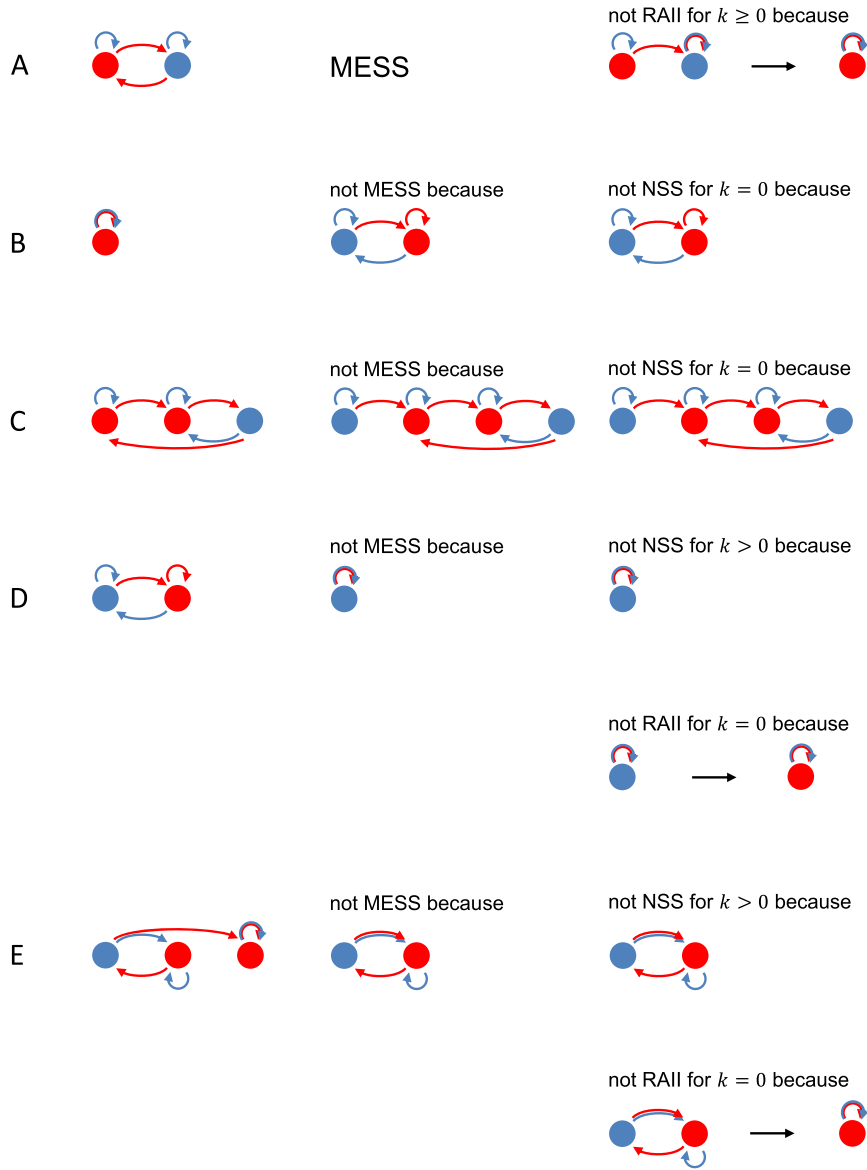 not RAII for k ≥ 0 because
A
MESS
not MESS because
not NSS for k = 0 because
B
not MESS because
not NSS for k = 0 because
C
not MESS because
not NSS for k > 0 because
D
not RAII for k = 0 because
not MESS because
not NSS for k > 0 because
E
not RAII for k = 0 because